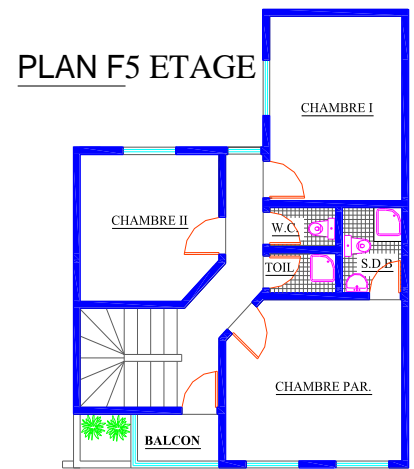 PLAN F5 ETAGE
CHAMBRE I
CHAMBRE II
W.C.
TOIL
S.D.B
CHAMBRE PAR.
BALCON